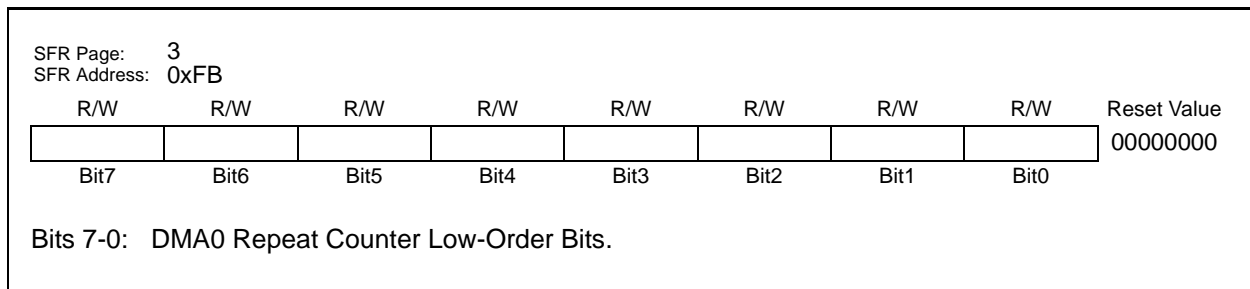 SFR Page: 3
SFR Address: 0xFB
R/W R/W R/W R/W R/W R/W R/W R/W Reset Value
00000000
Bit7 Bit6 Bit5 Bit4 Bit3 Bit2 Bit1 Bit0
Bits 7-0: DMA0 Repeat Counter Low-Order Bits.